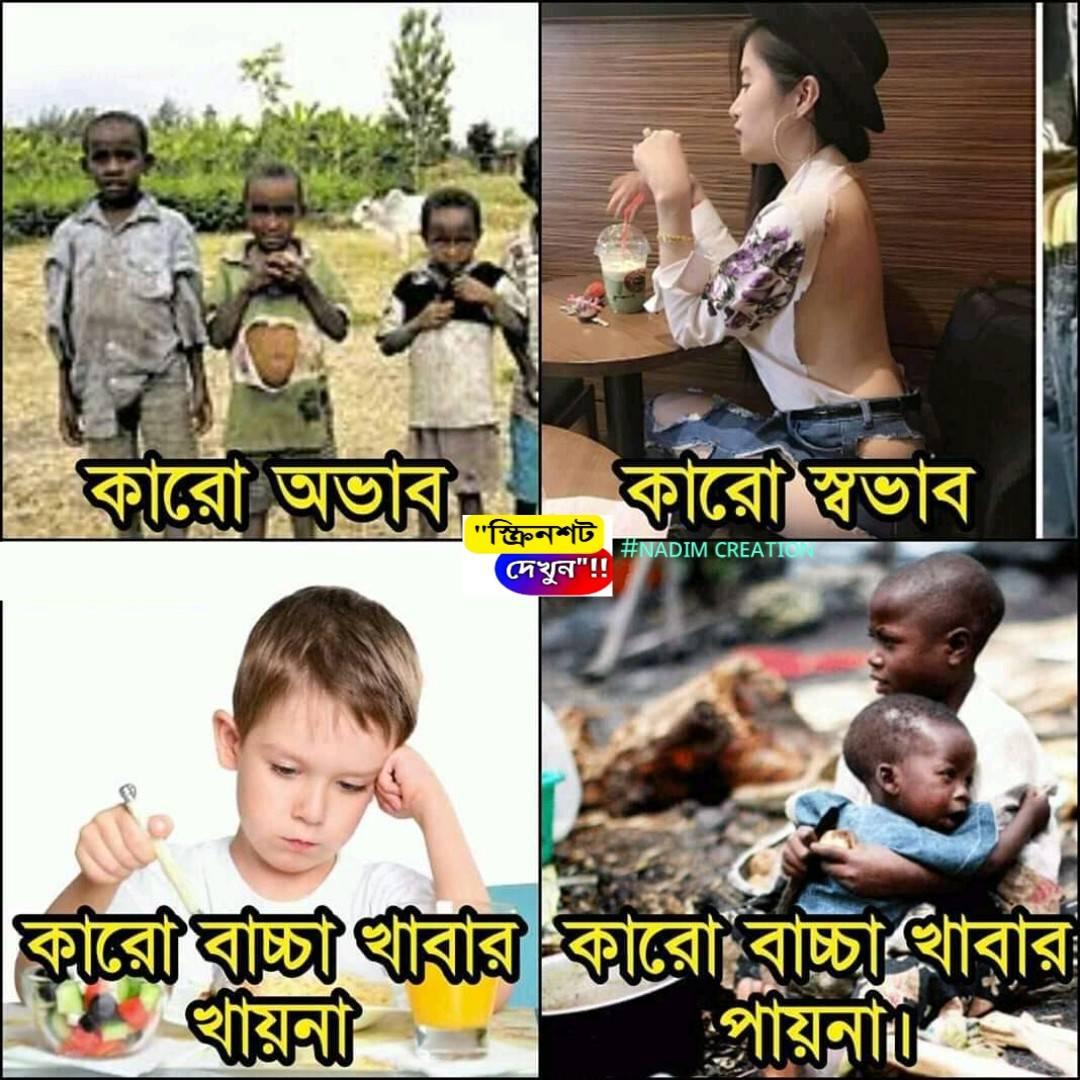 কারো অভাব
কারো স্বভাব
"স্ক্রিনশট
দেখুন"!!
#NADIM CREATION
কারো বাচ্চা খাবার
খায়না
কারো বাচ্চা খাবার
পায়না।